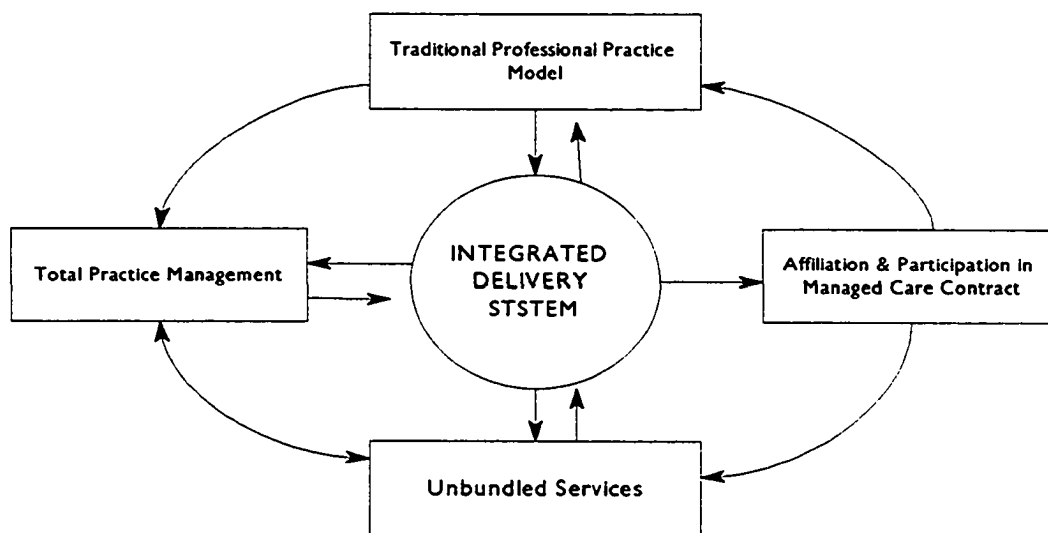 Traditional Professional Practice
Model
INTEGRATED
DELIVERY
STSTEM
Total Practice Management
Affiliation & Participation in
Managed Care Contract
Unbundled Services